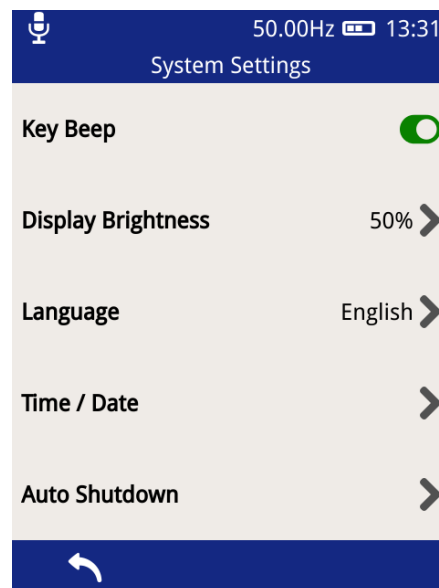 50.00Hz 13:31
System Settings
Key Beep
Display Brightness 50%
Language English
Time / Date
Auto Shutdown